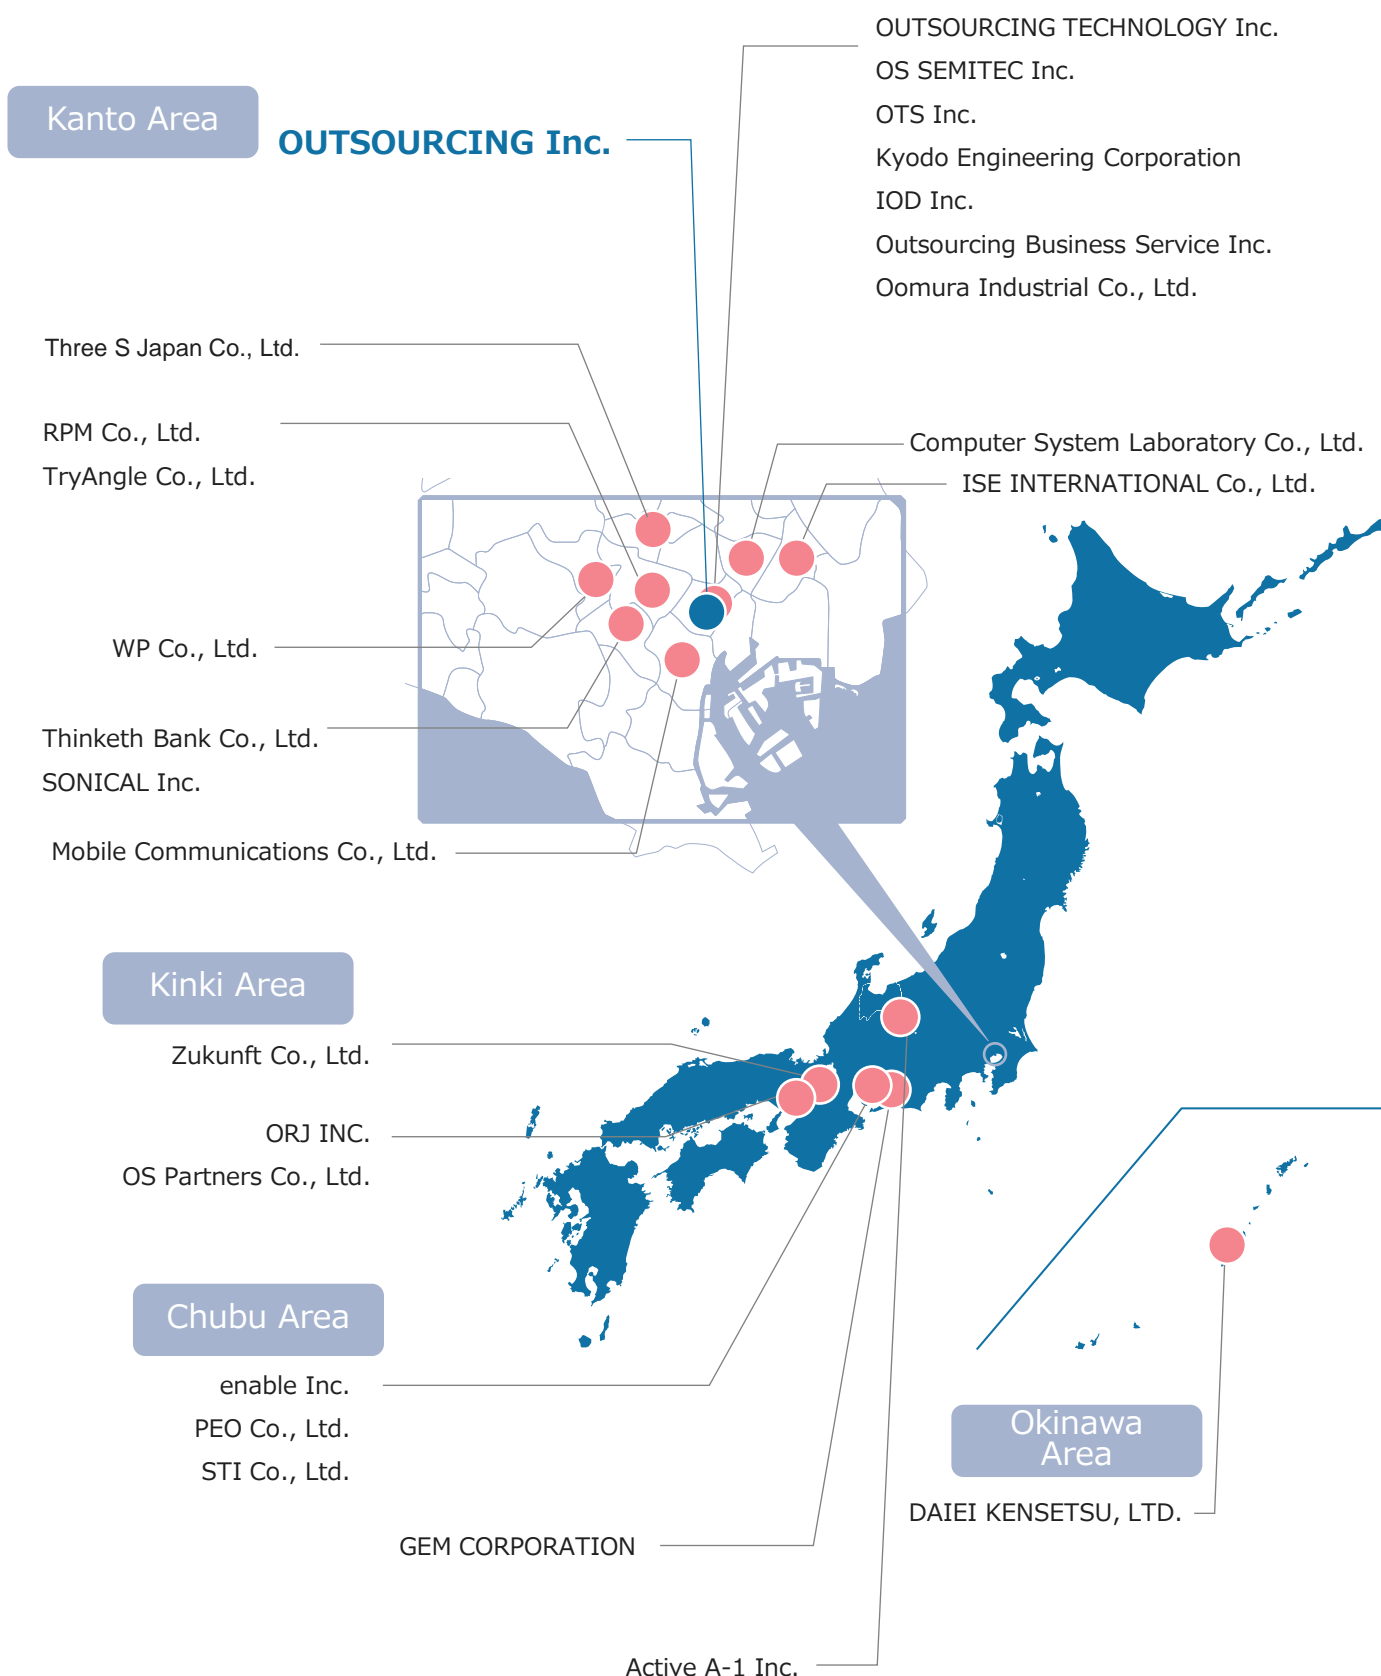 OUTSOURCING TECHNOLOGY Inc.
OS SEMITEC Inc.
OTS Inc.
Kyodo Engineering Corporation
IOD Inc.
Outsourcing Business Service Inc.
Oomura Industrial Co., Ltd.
Kanto Area
OUTSOURCING Inc.
Three S Japan Co., Ltd.
RPM Co., Ltd.
TryAngle Co., Ltd.
Computer System Laboratory Co., Ltd.
ISE INTERNATIONAL Co., Ltd.
WP Co., Ltd.
Thinketh Bank Co., Ltd.
SONICAL Inc.
Mobile Communications Co., Ltd.
Kinki Area
Zukunft Co., Ltd.
ORJ INC.
OS Partners Co., Ltd.
Chubu Area
enable Inc.
PEO Co., Ltd.
STI Co., Ltd.
GEM CORPORATION
Active A-1 Inc.
Okinawa
Area
DAIEI KENSETSU, LTD.